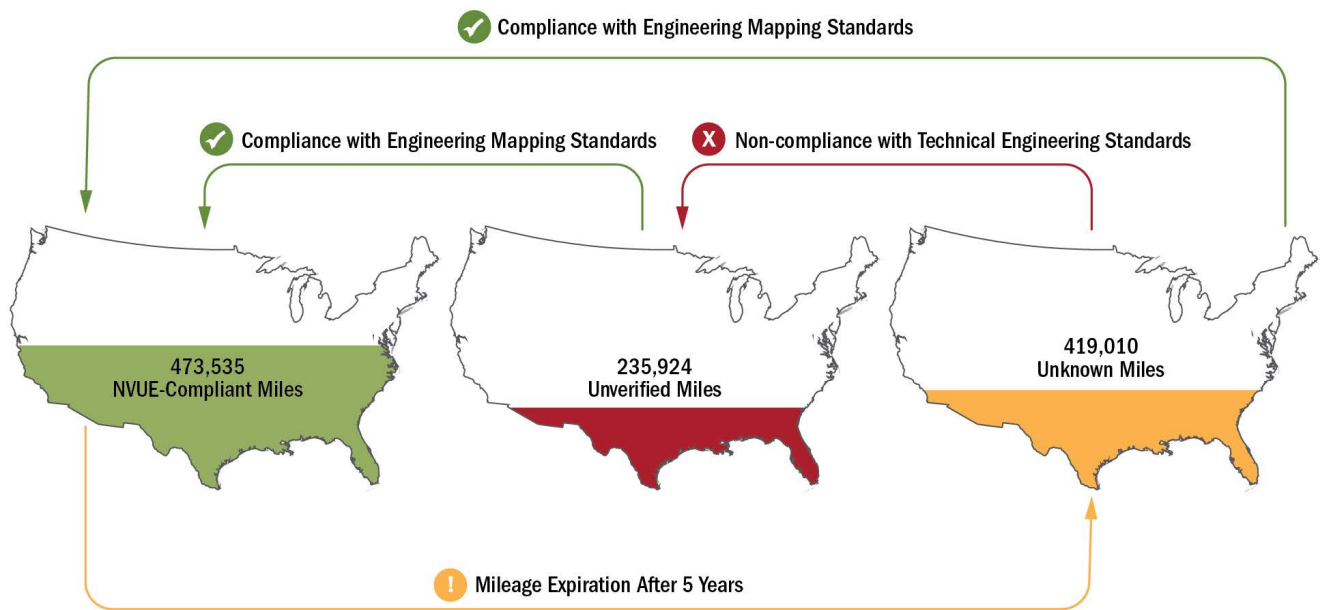 Compliance with Engineering Mapping Standards
Compliance with Engineering Mapping Standards
X Non-compliance with Technical Engineering Standards
473,535
NVUE-Compliant Miles
235,924
Unverified Miles
419,010
Unknown Miles
! Mileage Expiration After 5 Years